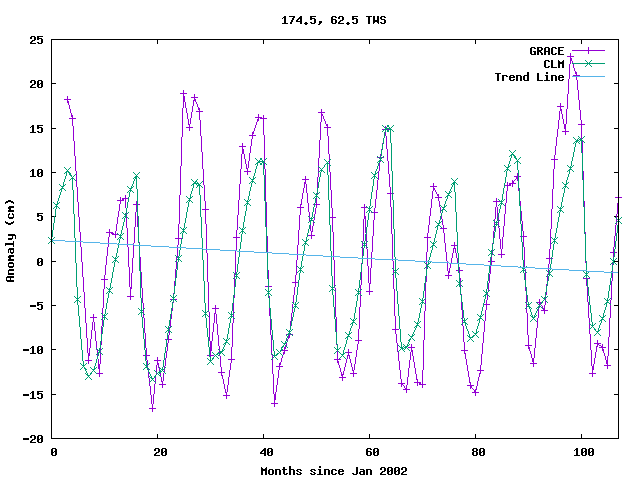 174.5, 62.5 TWS
GRACE
CLM
Trend Line
25
20
15
10
5
0
-5
-10
-15
-20
Anomaly (cm)
0 20 40 60 80 100
Months since Jan 2002